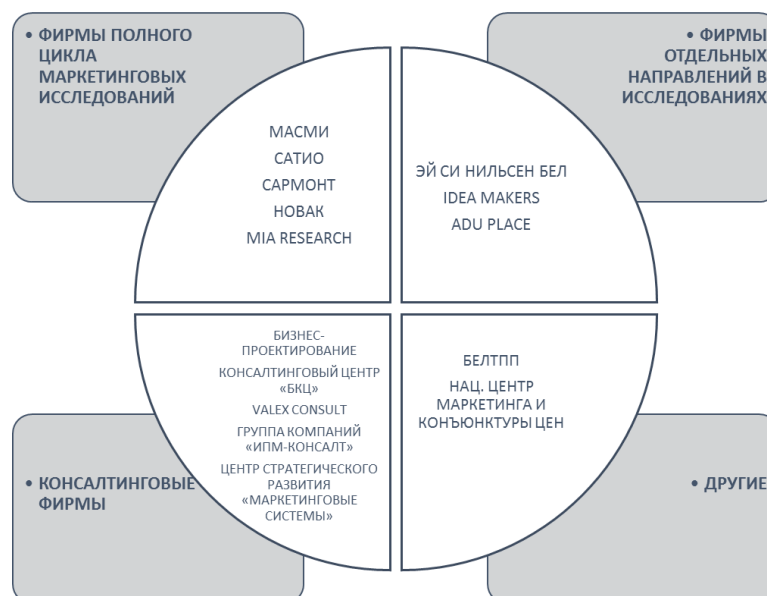 • ФИРМЫ ПОЛНОГО
ЦИКЛА
МАРКЕТИНГОВЫХ
ИССЛЕДОВАНИЙ
МАСМИ
САТИО
САРМОНТ
НОВАК
MIA RESEARCH
• ФИРМЫ
ОТДЕЛЬНЫХ
НАПРАВЛЕНИЙ В
ИССЛЕДОВАНИЯХ
ЭЙ СИ НИЛЬСЕН БЕЛ
IDEA MAKERS
ADU PLACE
• КОНСАЛТИНГОВЫЕ
ФИРМЫ
БИЗНЕС-
ПРОЕКТИРОВАНИЕ
КОНСАЛТИНГОВЫЙ ЦЕНТР
«БКЦ»
VALEX CONSULT
ГРУППА КОМПАНИЙ
«ИПМ-КОНСАЛТ»
ЦЕНТР СТРАТЕГИЧЕСКОГО
РАЗВИТИЯ
«МАРКЕТИНГОВЫЕ
СИСТЕМЫ»
БЕЛТПП
НАЦ. ЦЕНТР
МАРКЕТИНГА И
КОНЪЮНКТУРЫ ЦЕН
• ДРУГИЕ